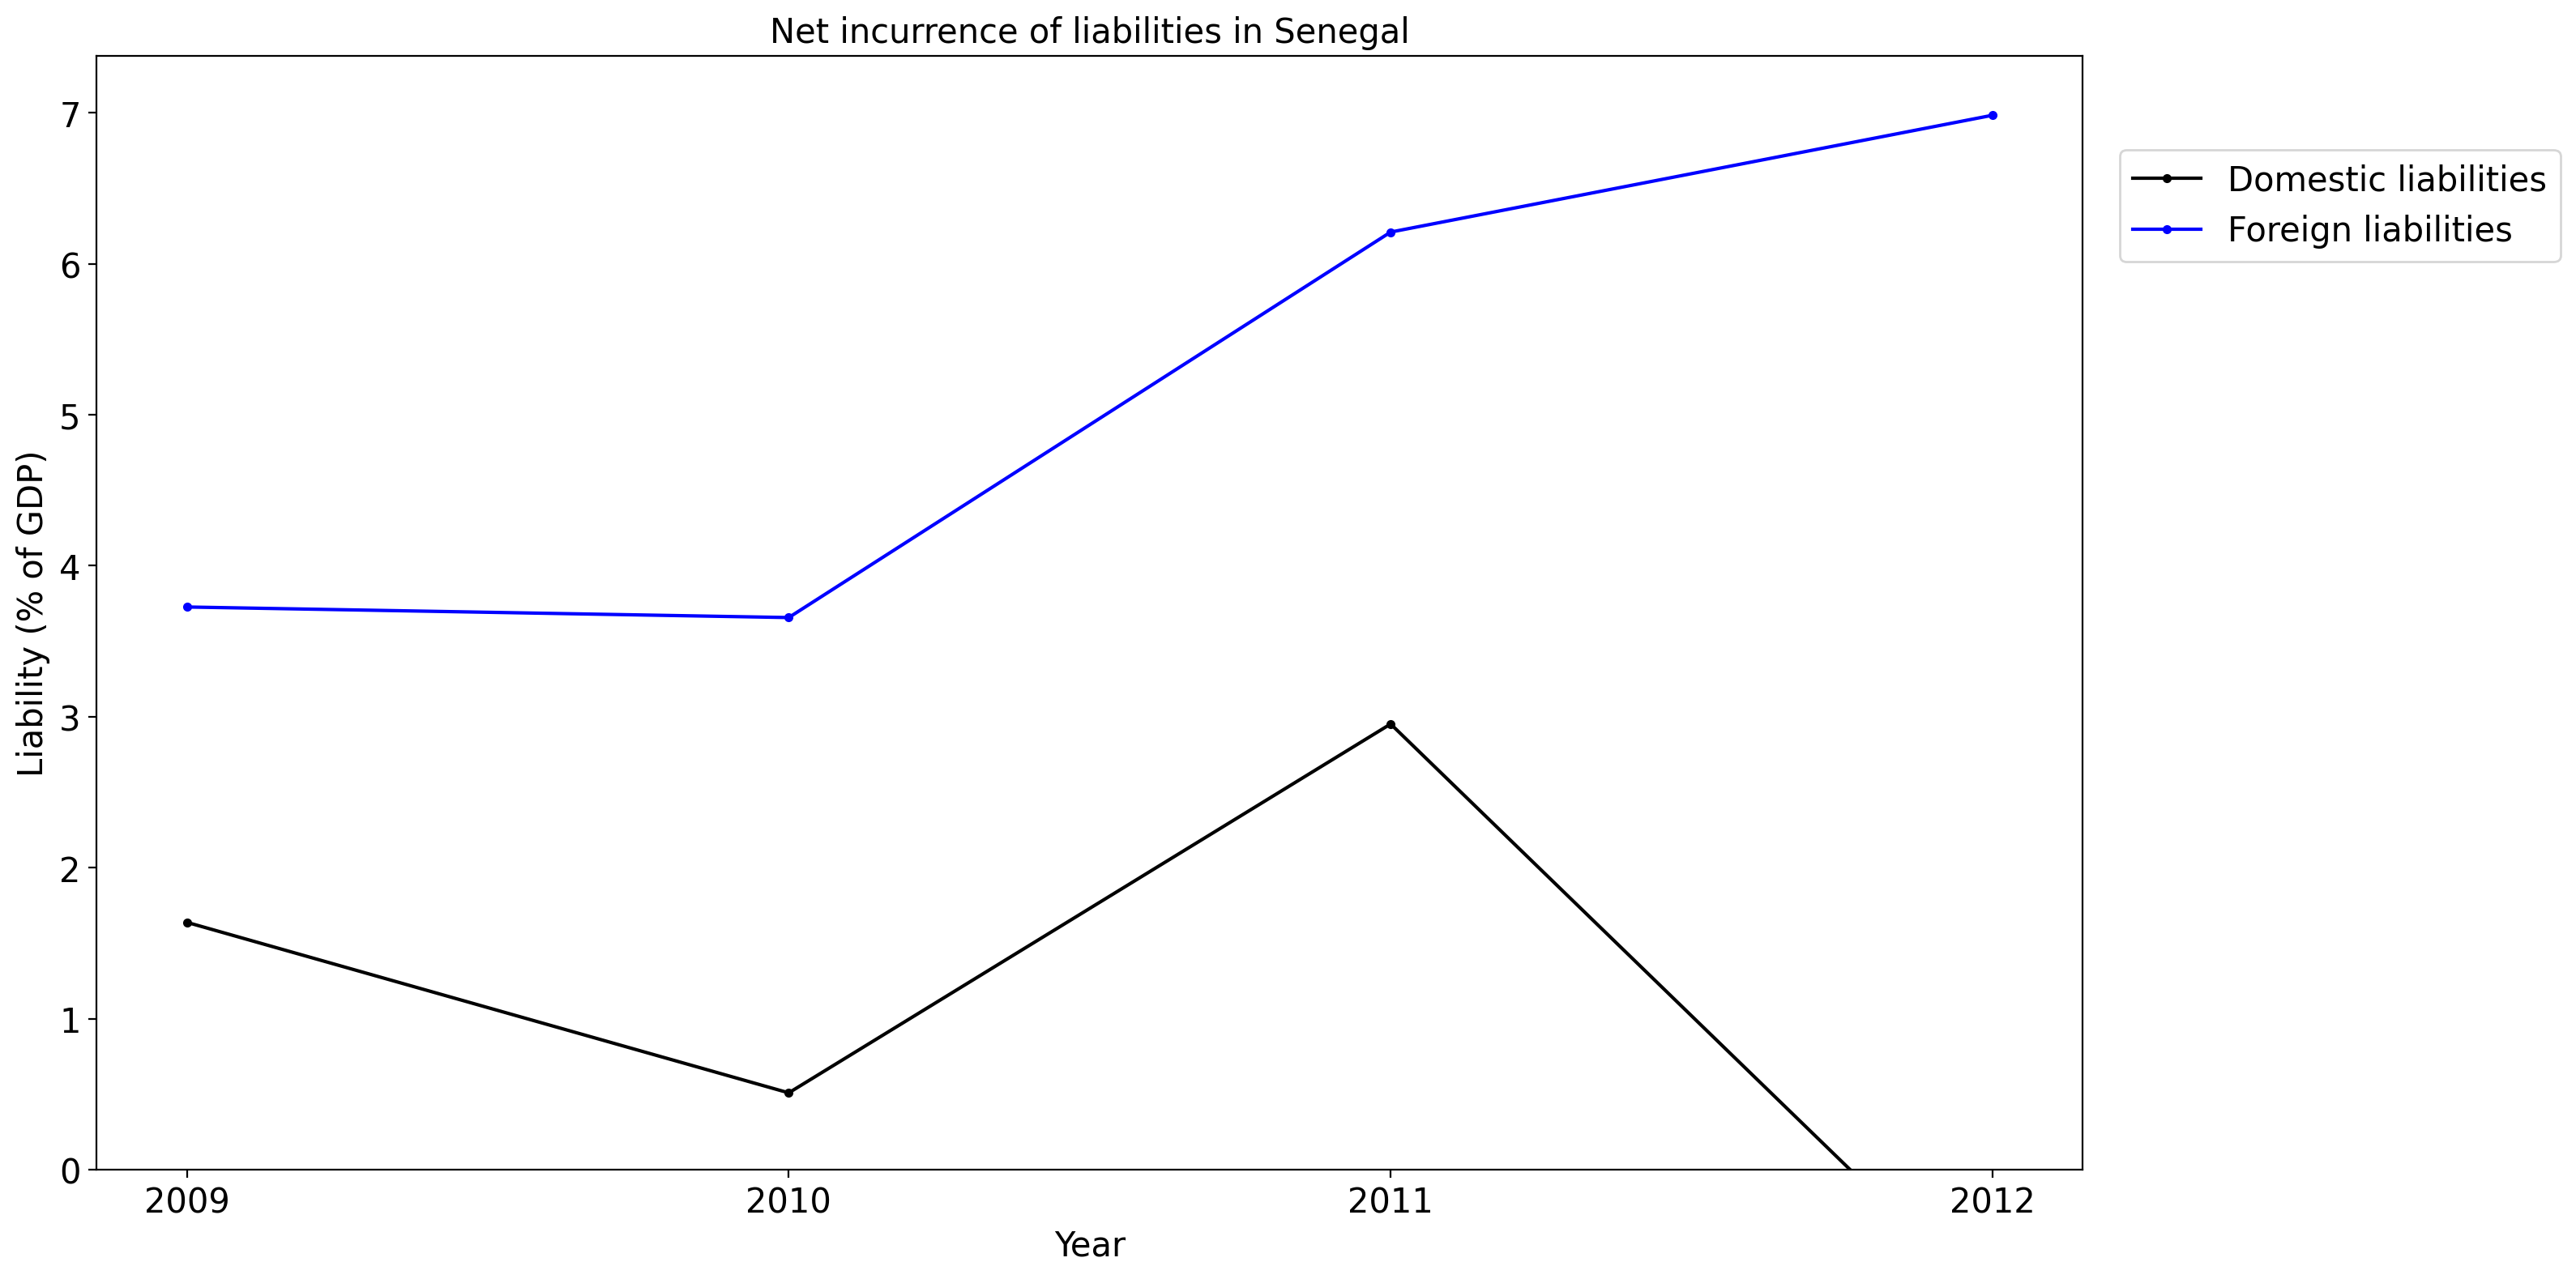 Net incurrence of liabilities in Senegal
7
6
5
4
3
2
1
0
Liability (% of GDP)
2009
2010
2011
2012
Year
Domestic liabilities
Foreign liabilities